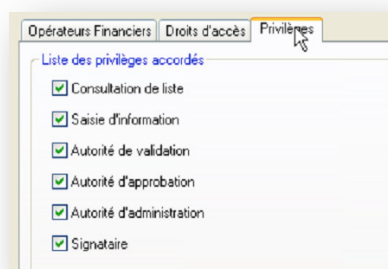 Opérateurs Financiers Droits d'accès Privilèges
Liste des privilèges accordés
Consultation de liste
Saisie d'information
Autorité de validation
Autorité d'approbation
Autorité d'administration
Signataire